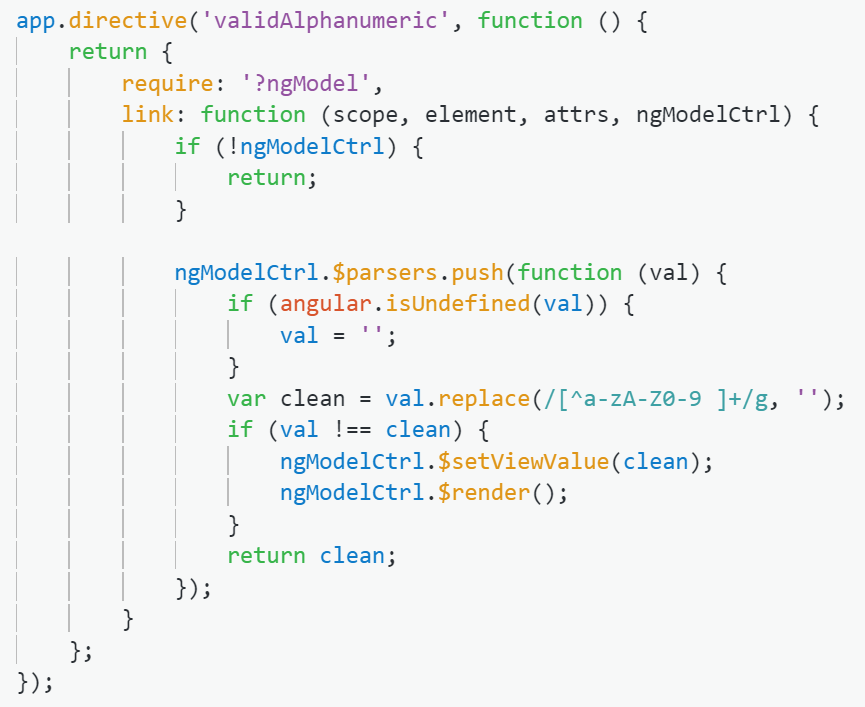 app.directive('validAlphanumeric', function () {
    return {
        require: '?ngModel',
        link: function (scope, element, attrs, ngModelCtrl) {
            if (!ngModelCtrl) {
                return;
            }

            ngModelCtrl.$parsers.push(function (val) {
                if (angular.isUndefined(val)) {
                    val = '';
                }
                var clean = val.replace(/[^a-zA-Z0-9 ]+/g, '');
                if (val !== clean) {
                    ngModelCtrl.$setViewValue(clean);
                    ngModelCtrl.$render();
                }
                return clean;
            });
        }
    };
});